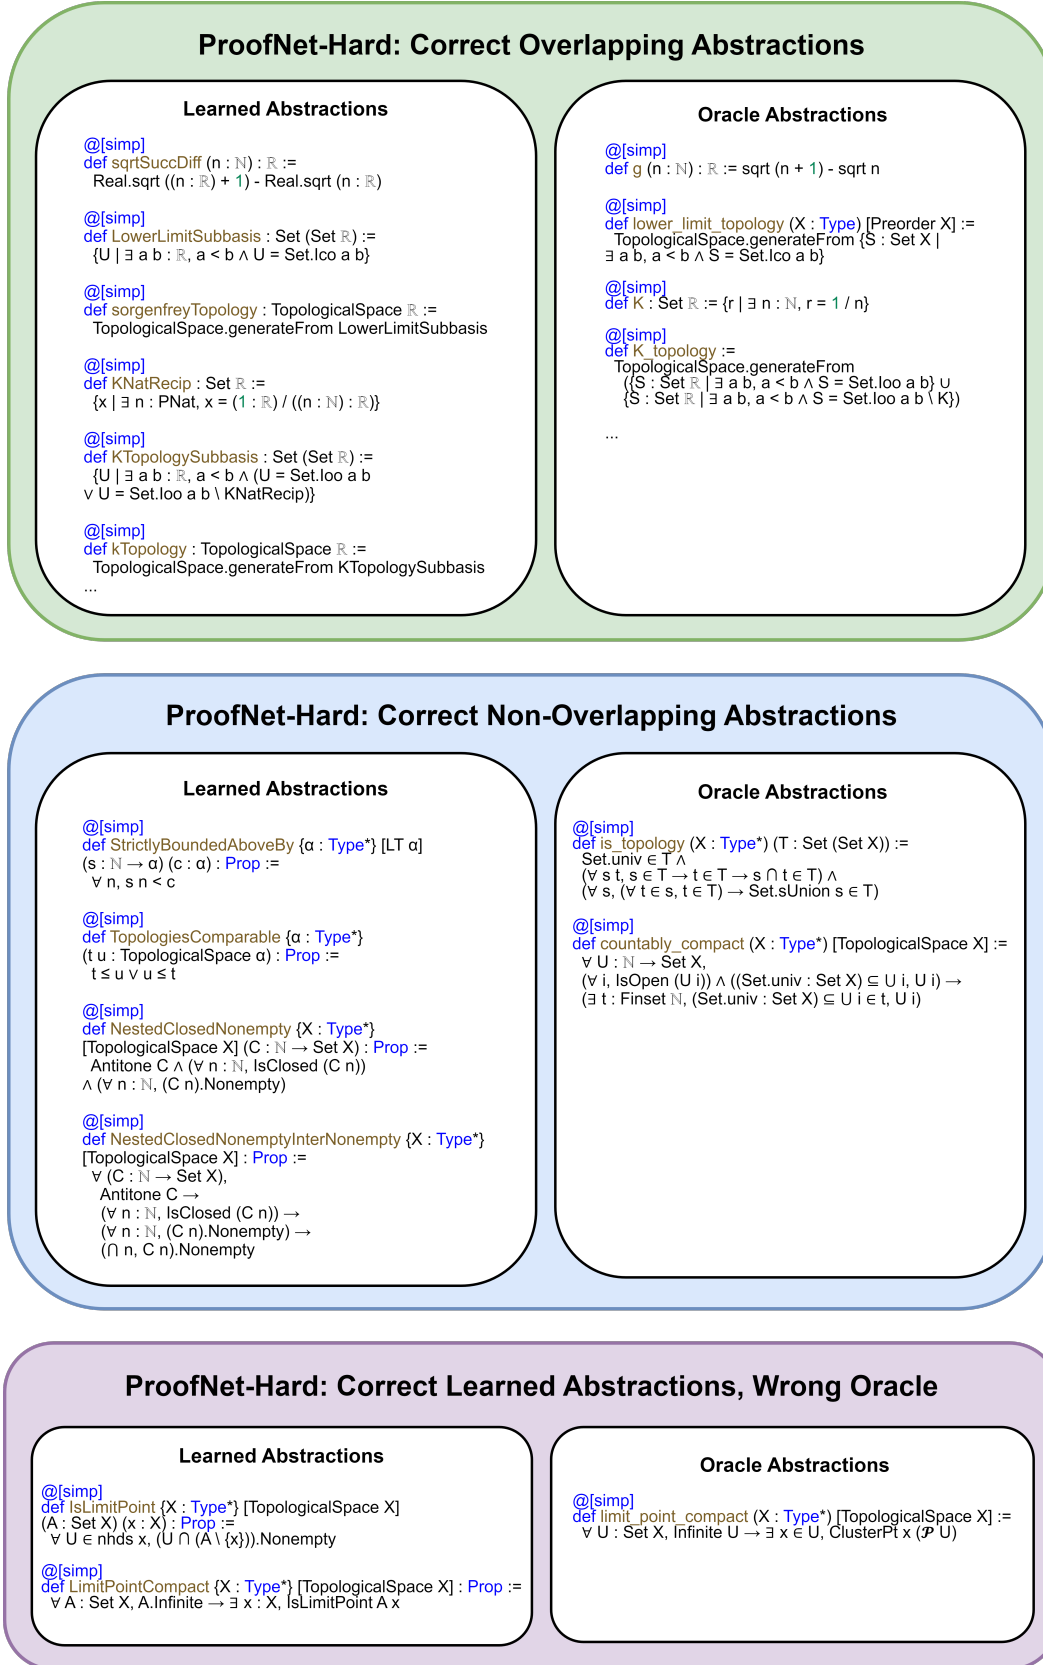 ProofNet-Hard: Correct Overlapping Abstractions
Learned Abstractions
@[simp]
def sqrtSuccDiff (n : ℕ) : ℝ :=
Real.sqrt ((n : ℝ) + 1) - Real.sqrt (n : ℝ)
@[simp]
def LowerLimitSubbasis : Set (Set ℝ) :=
{U | ∃ a b : ℝ, a < b ∧ U = Set.Ico a b}
@[simp]
def sorgenfreyTopology : TopologicalSpace ℝ :=
TopologicalSpace.generateFrom LowerLimitSubbasis
@[simp]
def KNatRecip : Set ℝ :=
{x | ∃ n : PNat, x = (1 : ℝ) / ((n : ℕ) : ℝ)}
@[simp]
def KTopologySubbasis : Set (Set ℝ) :=
{U | ∃ a b : ℝ, a < b ∧ (U = Set.Ioo a b
∨ U = Set.Ioo a b \ KNatRecip)}
@[simp]
def kTopology : TopologicalSpace ℝ :=
TopologicalSpace.generateFrom KTopologySubbasis
...
Oracle Abstractions
@[simp]
def g (n : ℕ) : ℝ := sqrt (n + 1) - sqrt n
@[simp]
def lower_limit_topology (X : Type) [Preorder X] :=
TopologicalSpace.generateFrom {S : Set X |
∃ a b, a < b ∧ S = Set.Ico a b}
@[simp]
def K : Set ℝ := {r | ∃ n : ℕ, r = 1 / n}
@[simp]
def K_topology :=
TopologicalSpace.generateFrom
({S : Set ℝ | ∃ a b, a < b ∧ S = Set.Ioo a b} ∪
{S : Set ℝ | ∃ a b, a < b ∧ S = Set.Ioo a b \ K})
...
ProofNet-Hard: Correct Non-Overlapping Abstractions
Learned Abstractions
@[simp]
def StrictlyBoundedAboveBy {α : Type*} [LT α]
(s : ℕ → α) (c : α) : Prop :=
∀ n, s n < c
@[simp]
def TopologiesComparable {α : Type*}
(t u : TopologicalSpace α) : Prop :=
t ≤ u ∨ u ≤ t
@[simp]
def NestedClosedNonempty {X : Type*}
[TopologicalSpace X] (C : ℕ → Set X) : Prop :=
Antitone C ∧ (∀ n : ℕ, IsClosed (C n))
∧ (∀ n : ℕ, (C n).Nonempty)
@[simp]
def NestedClosedNonemptyInterNonempty {X : Type*}
[TopologicalSpace X] : Prop :=
∀ (C : ℕ → Set X),
Antitone C →
(∀ n : ℕ, IsClosed (C n)) →
(∀ n : ℕ, (C n).Nonempty) →
(⋂ n, C n).Nonempty
Oracle Abstractions
@[simp]
def is_topology (X : Type*) (T : Set (Set X)) :=
Set.univ ∈ T ∧
(∀ s t, s ∈ T → t ∈ T → s ∩ t ∈ T) ∧
(∀ s, (∀ t ∈ s, t ∈ T) → Set.sUnion s ∈ T)
@[simp]
def countably_compact (X : Type*) [TopologicalSpace X] :=
∀ U : ℕ → Set X,
(∀ i, IsOpen (U i)) ∧ ((Set.univ : Set X) ⊆ ⋃ i, U i) →
(∃ t : Finset ℕ, (Set.univ : Set X) ⊆ ⋃ i ∈ t, U i)
ProofNet-Hard: Correct Learned Abstractions, Wrong Oracle
Learned Abstractions
@[simp]
def IsLimitPoint {X : Type*} [TopologicalSpace X]
(A : Set X) (x : X) : Prop :=
∀ U ∈ nhds x, (U ∩ (A \ {x})).Nonempty
@[simp]
def LimitPointCompact {X : Type*} [TopologicalSpace X] : Prop :=
∀ A : Set X, A.Infinite → ∃ x : X, IsLimitPoint A x
Oracle Abstractions
@[simp]
def limit_point_compact (X : Type*) [TopologicalSpace X] :=
∀ U : Set X, Infinite U → ∃ x ∈ U, ClusterPt x (𝓟 U)